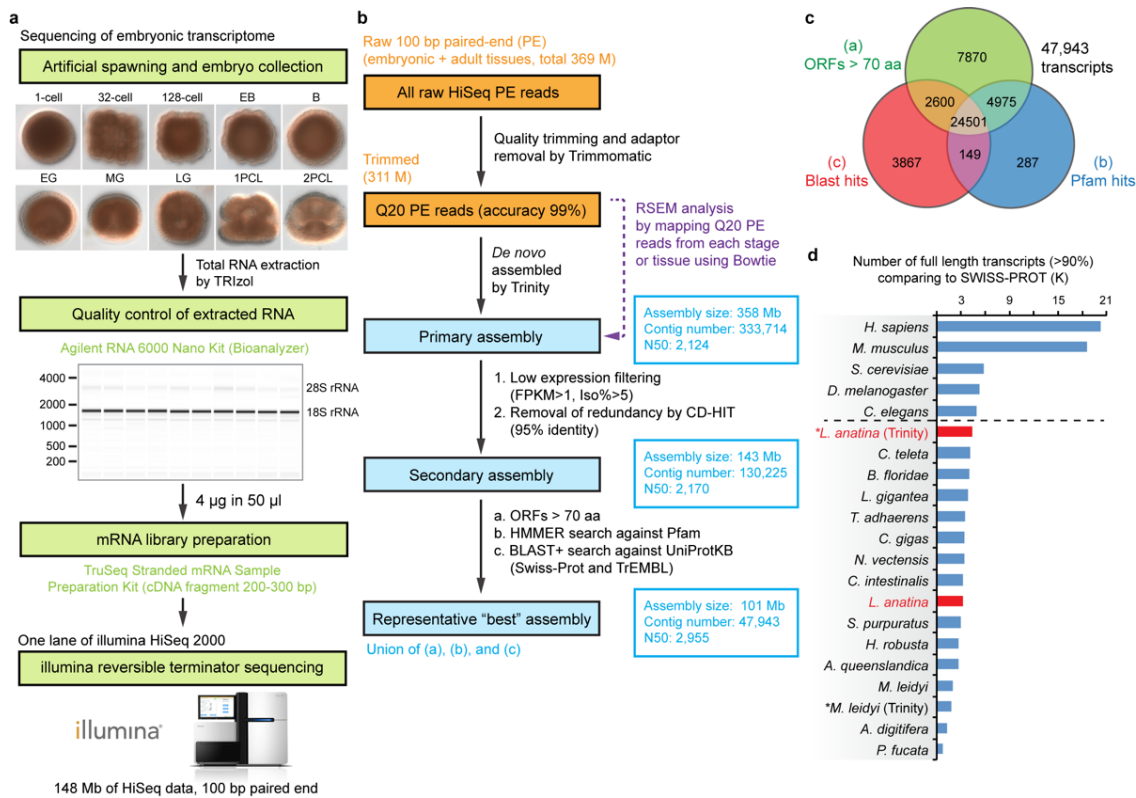 a
Sequencing of embryonic transcriptome
Artificial spawning and embryo collection
1-cell 32-cell 128-cell EB B
EG MG LG 1PCL 2PCL
Total RNA extraction
by TRIzol
Quality control of extracted RNA
Agilent RNA 6000 Nano Kit (Bioanalyzer)
4000
2000
1000
500
200
28S rRNA
18S rRNA
4 µg in 50 µl
mRNA library preparation
TruSeq Stranded mRNA Sample
Preparation Kit (cDNA fragment 200-300 bp)
One lane of illumina HiSeq 2000
illumina reversible terminator sequencing
illumina®
148 Mb of HiSeq data, 100 bp paired end
b
Raw 100 bp paired-end (PE)
(embryonic + adult tissues, total 369 M)
All raw HiSeq PE reads
Quality trimming and adaptor
removal by Trimmomatic
Trimmed
(311 M)
Q20 PE reads (accuracy 99%)
RSEM analysis
by mapping Q20 PE
reads from each stage
or tissue using Bowtie
De novo
assembled
by Trinity
Primary assembly
Assembly size: 358 Mb
Contig number: 333,714
N50: 2,124
1. Low expression filtering
(FPKM>1, Iso%>5)
2. Removal of redundancy by CD-HIT
(95% identity)
Secondary assembly
Assembly size: 143 Mb
Contig number: 130,225
N50: 2,170
a. ORFs > 70 aa
b. HMMER search against Pfam
c. BLAST+ search against UniProtKB
(Swiss-Prot and TrEMBL)
Representative “best” assembly
Assembly size: 101 Mb
Contig number: 47,943
N50: 2,955
Union of (a), (b), and (c)
c
(a)
ORFs > 70 aa
7870
47,943
transcripts
2600
4975
24501
3867
149
287
(c)
Blast hits
(b)
Pfam hits
d
Number of full length transcripts (>90%)
comparing to SWISS-PROT (K)
3 9 15 21
H. sapiens
M. musculus
S. cerevisiae
D. melanogaster
C. elegans
*L. anatina (Trinity)
C. teleta
B. floridae
L. gigantea
T. adhaerens
C. gigas
N. vectensis
C. intestinalis
L. anatina
S. purpuratus
H. robusta
A. queenslandica
M. leidyi
*M. leidyi (Trinity)
A. digitifera
P. fucata